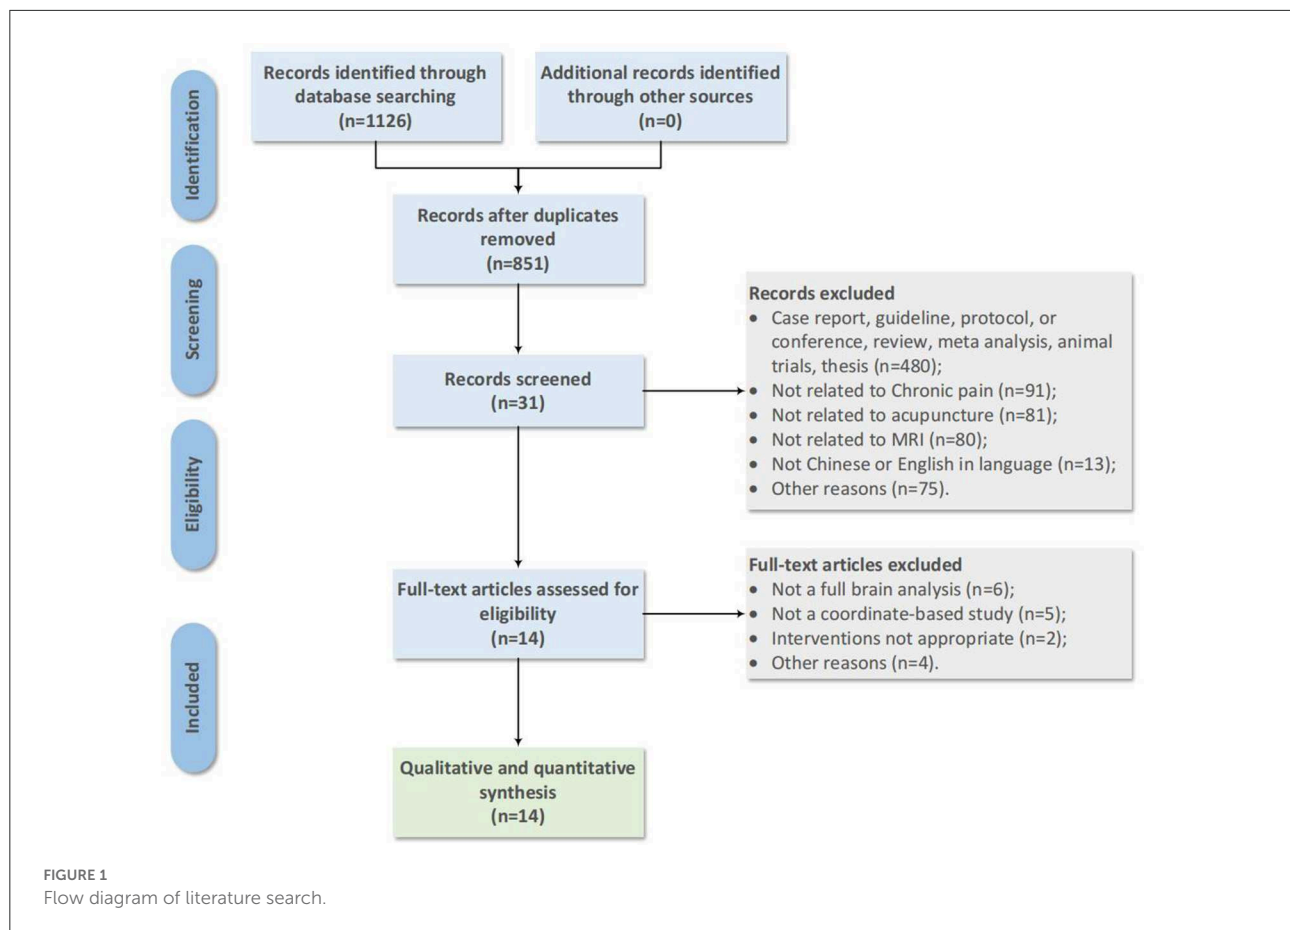 Identification
Records identified through
database searching
(n=1126)
Additional records identified
through other sources
(n=0)
Records after duplicates
removed
(n=851)
Screening
Records screened
(n=31)
Records excluded
• Case report, guideline, protocol, or
conference, review, meta analysis, animal
trials, thesis (n=480);
• Not related to Chronic pain (n=91);
• Not related to acupuncture (n=81);
• Not related to MRI (n=80);
• Not Chinese or English in language (n=13);
• Other reasons (n=75).
Eligibility
Full-text articles assessed for
eligibility
(n=14)
Full-text articles excluded
• Not a full brain analysis (n=6);
• Not a coordinate-based study (n=5);
• Interventions not appropriate (n=2);
• Other reasons (n=4).
Included
Qualitative and quantitative
synthesis
(n=14)
FIGURE 1
Flow diagram of literature search.